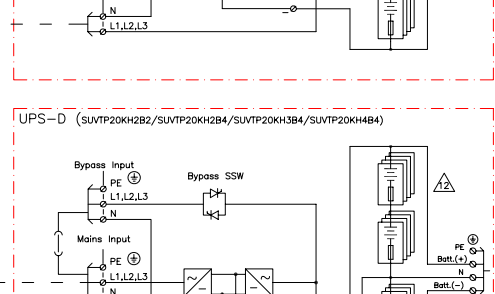 N
L1,L2,L3
UPS-D (SUVTP20KH2B2/SUVTP20KH2B4/SUVTP20KH3B4/SUVTP20KH4B4)
Bypass Input
PE
Bypass SSW
12
L1,L2,L3
N
Mains Input
PE
Batt.(+)
PE
N
L1,L2,L3
Batt.(-)
N